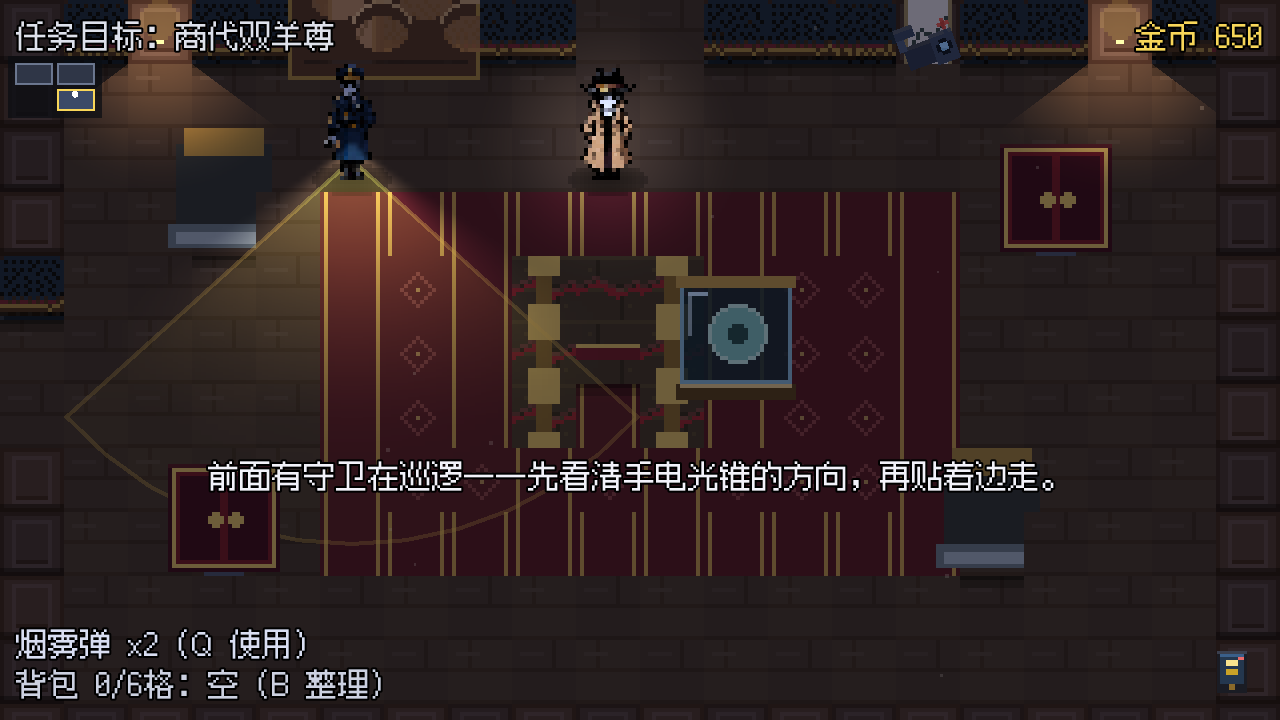 任务目标：商代双羊尊
金币 650
前面有守卫在巡逻——先看清手电光锥的方向，再贴着边走。
烟雾弹 x2（Q 使用）
背包 0/6格：空（B 整理）